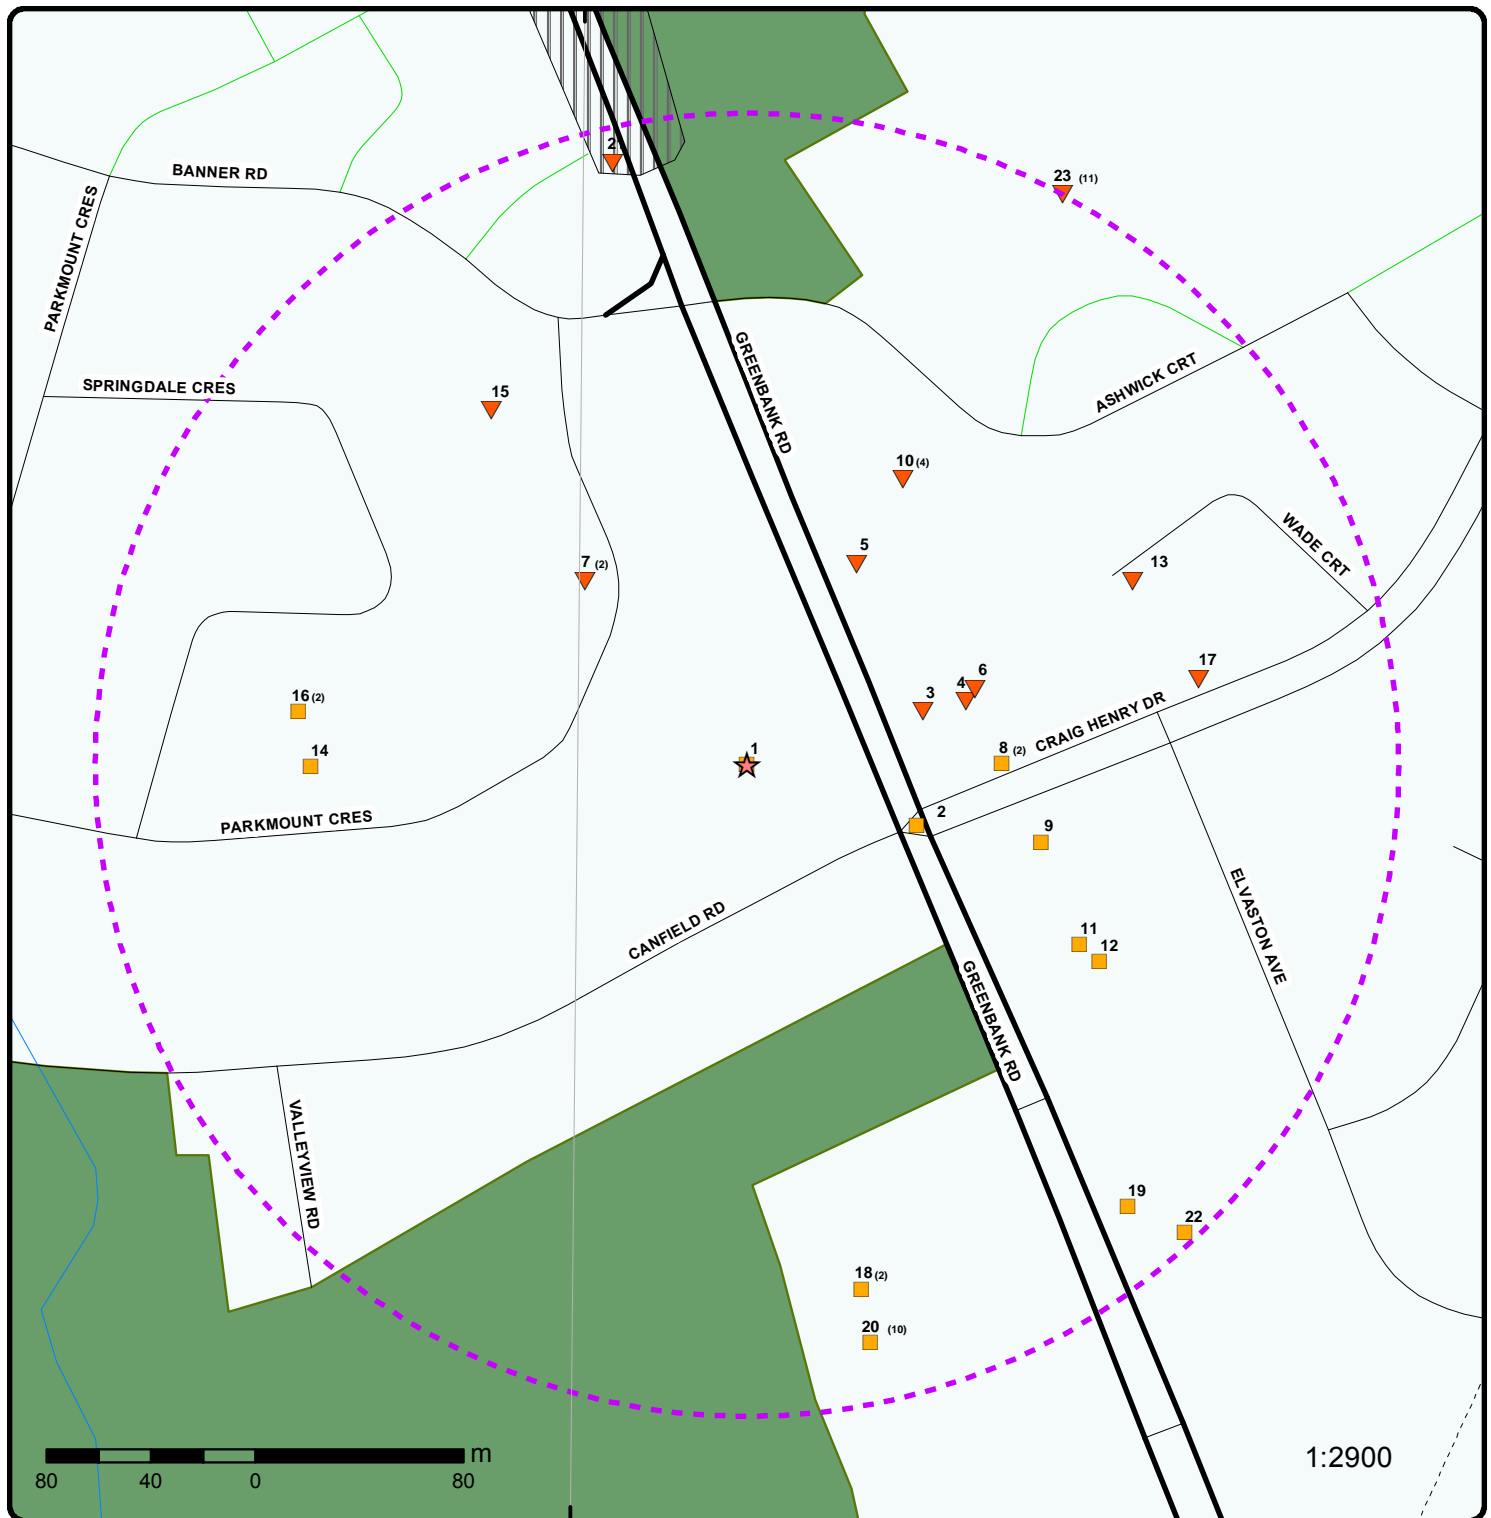 2
23 (11)
BANNER RD
PARKMOUNT CRES
GREENBANK RD
ASHWICK CRT
SPRINGDALE CRES
15
10 (4)
WADE CRT
5
7 (2)
13
6
17
4
16 (2)
3
CRAIG HENRY DR
1
8 (2)
14
2
PARKMOUNT CRES
9
ELVASTON AVE
CANFIELD RD
11
12
GREENBANK RD
VALLEYVIEW RD
19
22
18 (2)
20 (10)
m
80 40 0 80
1:2900